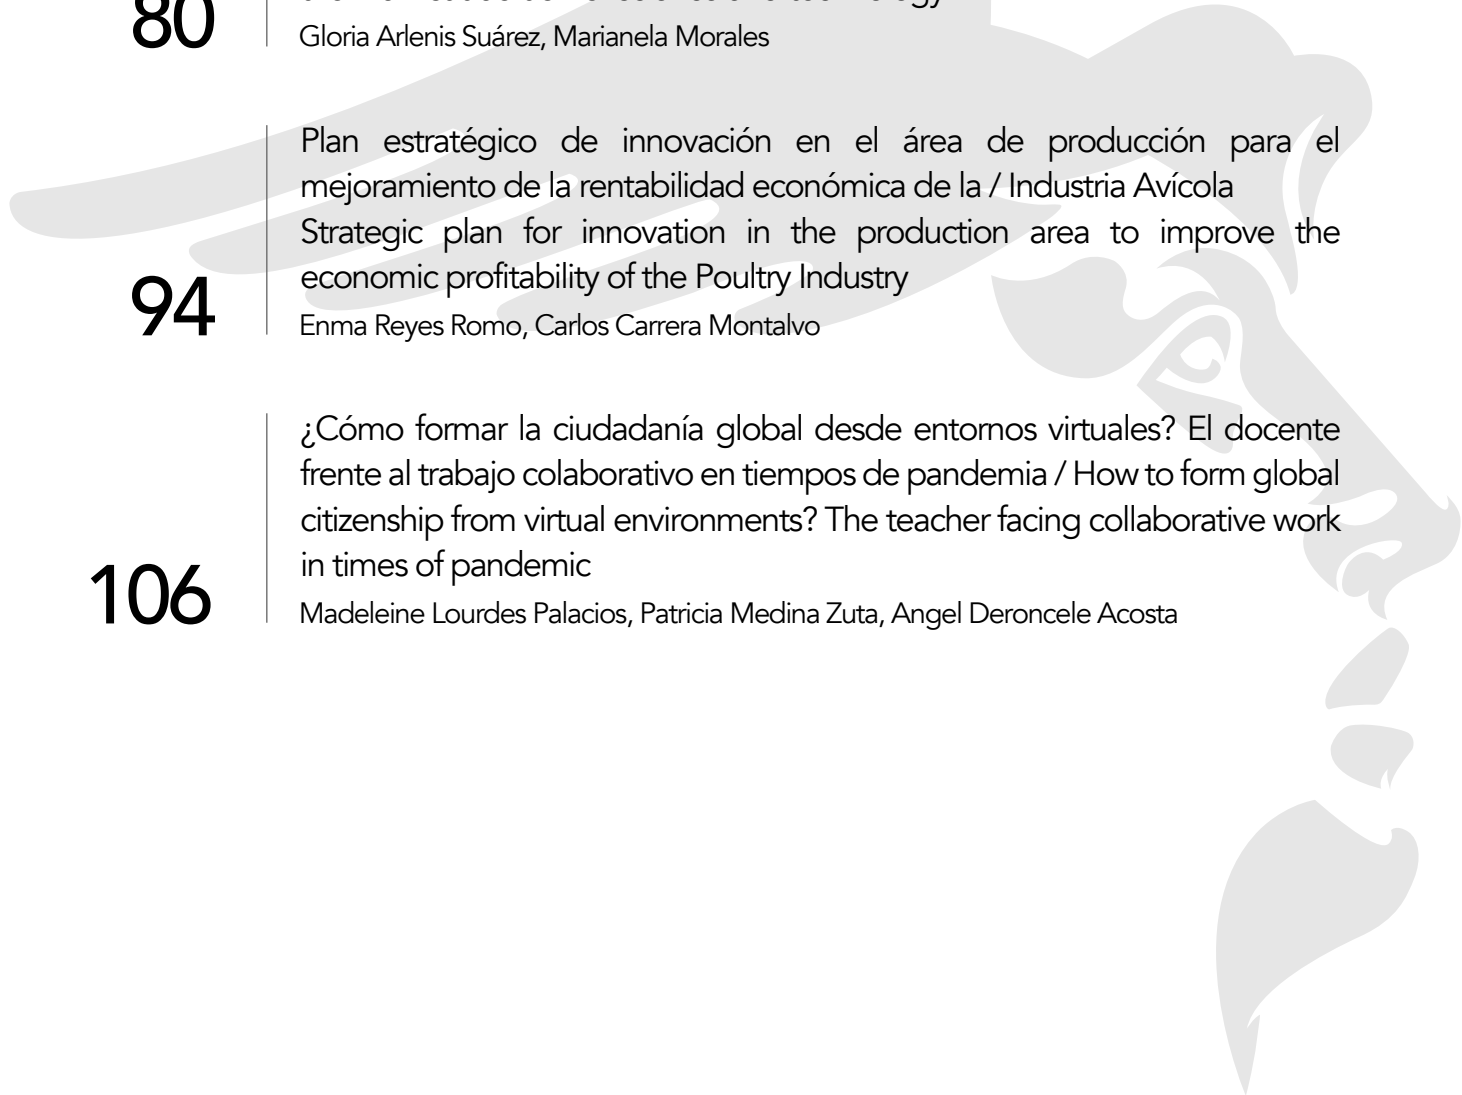 technology
80
Gloria Arlenis Suárez, Marianela Morales
Plan estratégico de innovación en el área de producción para el
mejoramiento de la rentabilidad económica de la / Industria Avícola
Strategic plan for innovation in the production area to improve the
economic profitability of the Poultry Industry
94
Enma Reyes Romo, Carlos Carrera Montalvo
¿Cómo formar la ciudadanía global desde entornos virtuales? El docente
frente al trabajo colaborativo en tiempos de pandemia / How to form global
citizenship from virtual environments? The teacher facing collaborative work
in times of pandemic
106
Madeleine Lourdes Palacios, Patricia Medina Zuta, Angel Deroncele Acosta